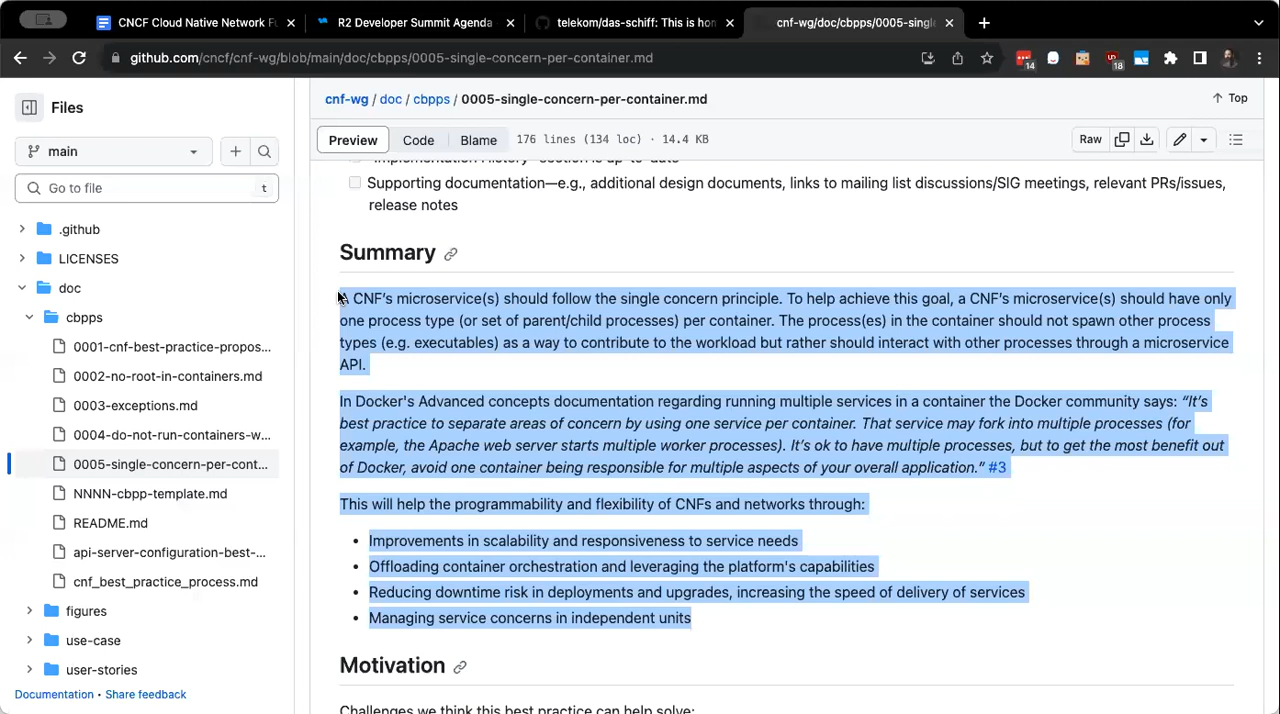 CNCF Cloud Native Network Fu
R2 Developer Summit Agenda
telekom/das-schiff: This is hom
cnf-wg/doc/cbpps/0005-singl
github.com/cncf/cnf-wg/blob/main/doc/cbpps/0005-single-concern-per-container.md
14
18
Files
main
Go to file
t
.github
LICENSES
doc
cbpps
0001-cnf-best-practice-propos...
0002-no-root-in-containers.md
0003-exceptions.md
0004-do-not-run-containers-w...
0005-single-concern-per-cont...
NNNN-cbpp-template.md
README.md
api-server-configuration-best-...
cnf_best_practice_process.md
figures
use-case
user-stories
Documentation • Share feedback
cnf-wg / doc / cbpps / 0005-single-concern-per-container.md
Top
Preview
Code
Blame
176 lines (134 loc) · 14.4 KB
Raw
"Implementation History" section is up-to-date
Supporting documentation—e.g., additional design documents, links to mailing list discussions/SIG meetings, relevant PRs/issues,
release notes
Summary
A CNF's microservice(s) should follow the single concern principle. To help achieve this goal, a CNF's microservice(s) should have only
one process type (or set of parent/child processes) per container. The process(es) in the container should not spawn other process
types (e.g. executables) as a way to contribute to the workload but rather should interact with other processes through a microservice
API.
In Docker's Advanced concepts documentation regarding running multiple services in a container the Docker community says: "It's
best practice to separate areas of concern by using one service per container. That service may fork into multiple processes (for
example, the Apache web server starts multiple worker processes). It's ok to have multiple processes, but to get the most benefit out
of Docker, avoid one container being responsible for multiple aspects of your overall application." #3
This will help the programmability and flexibility of CNFs and networks through:
• Improvements in scalability and responsiveness to service needs
• Offloading container orchestration and leveraging the platform's capabilities
• Reducing downtime risk in deployments and upgrades, increasing the speed of delivery of services
• Managing service concerns in independent units
Motivation
Challenges we think this best practice can help solve: